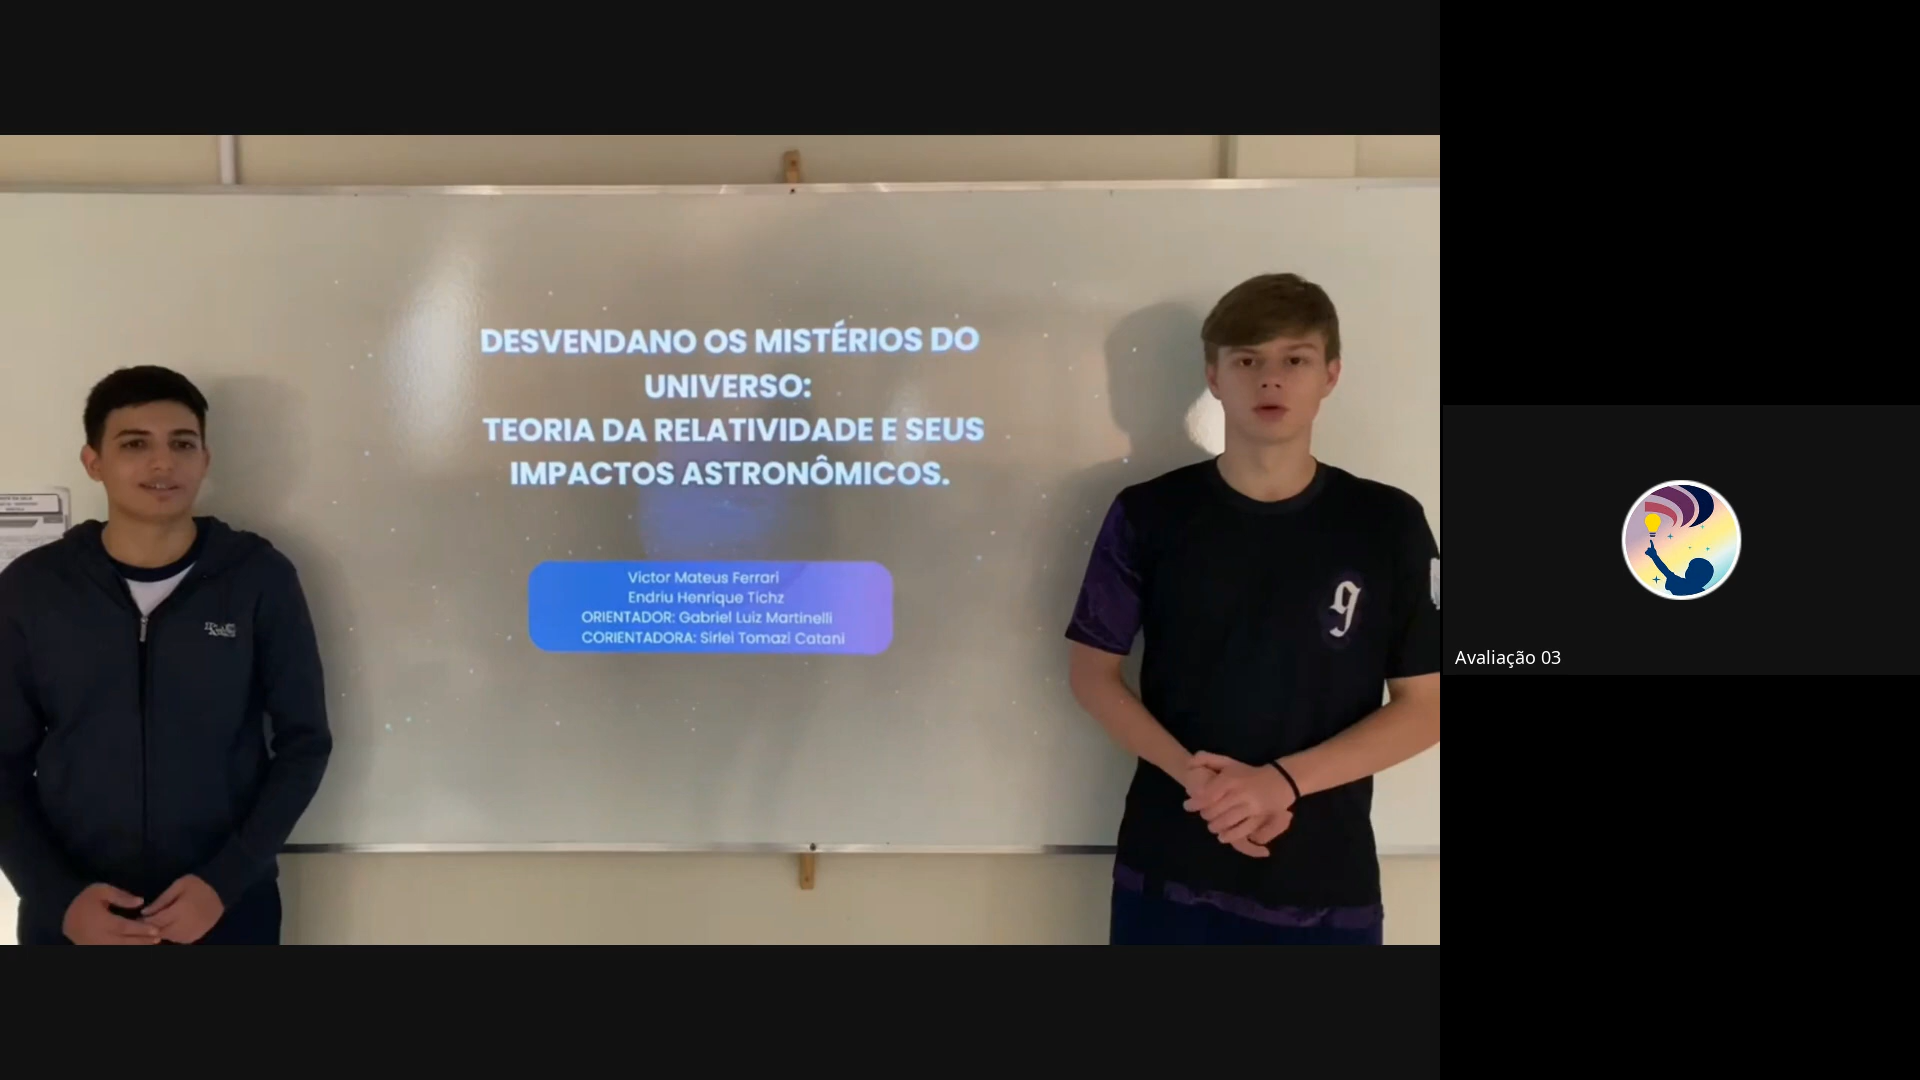 DESVENDANO OS MISTÉRIOS DO
UNIVERSO:
TEORIA DA RELATIVIDADE E SEUS
IMPACTOS ASTRONÔMICOS.
Victor Mateus Ferrari
Endriu Henrique Tichz
ORIENTADOR: Gabriel Luiz Martinelli
CORIENTADORA: Sirlei Tomazi Catani
g
Avaliação 03